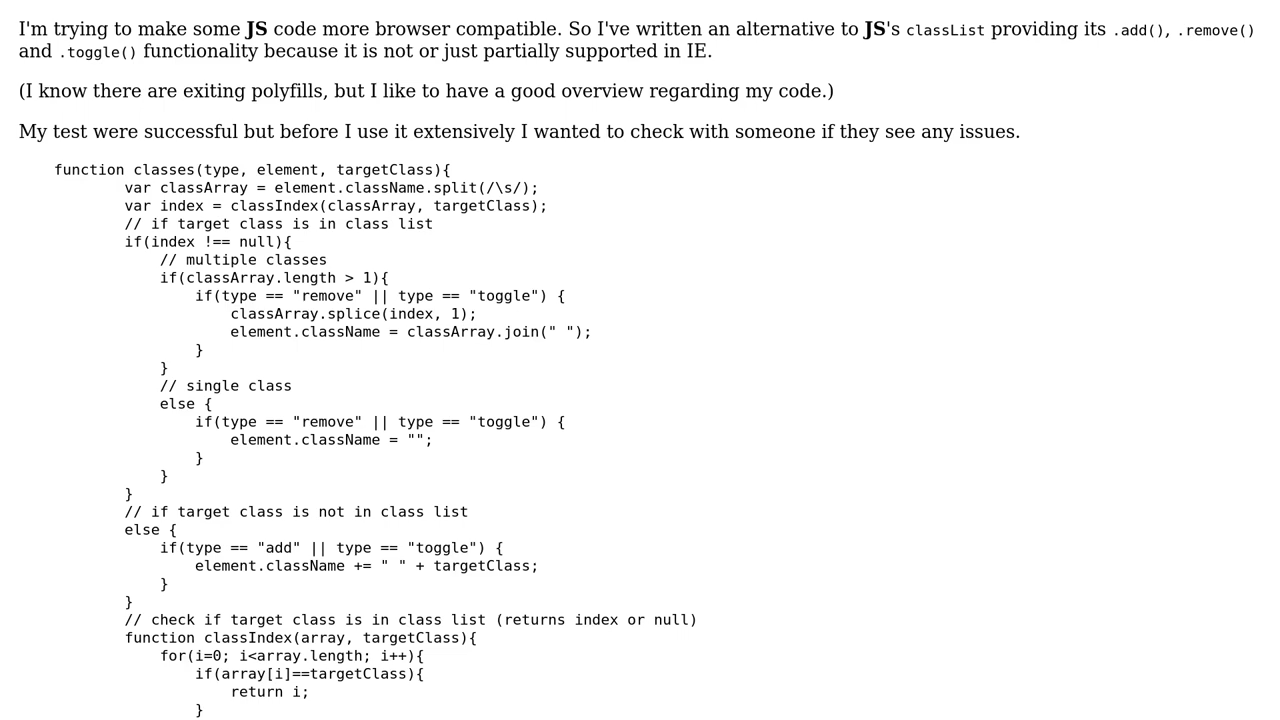 I'm trying to make some JS code more browser compatible. So I've written an alternative to JS's classList providing its .add(), .remove()
and .toggle() functionality because it is not or just partially supported in IE.
(I know there are exiting polyfills, but I like to have a good overview regarding my code.)
My test were successful but before I use it extensively I wanted to check with someone if they see any issues.
function classes(type, element, targetClass){
        var classArray = element.className.split(/\s/);
        var index = classIndex(classArray, targetClass);
        // if target class is in class list
        if(index !== null){
            // multiple classes
            if(classArray.length > 1){
                if(type == "remove" || type == "toggle") {
                    classArray.splice(index, 1);
                    element.className = classArray.join(" ");
                }
            }
            // single class
            else {
                if(type == "remove" || type == "toggle") {
                    element.className = "";
                }
            }
        }
        // if target class is not in class list
        else {
            if(type == "add" || type == "toggle") {
                element.className += " " + targetClass;
            }
        }
        // check if target class is in class list (returns index or null)
        function classIndex(array, targetClass){
            for(i=0; i<array.length; i++){
                if(array[i]==targetClass){
                    return i;
                }